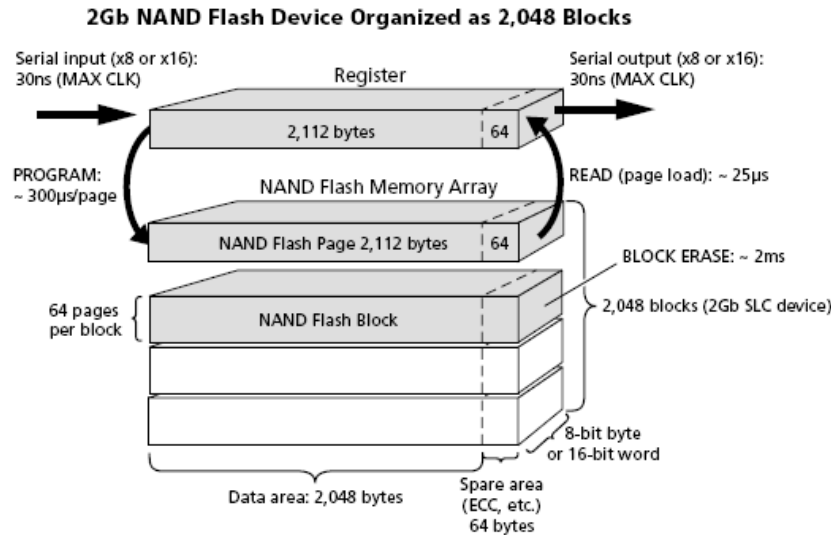 2Gb NAND Flash Device Organized as 2,048 Blocks
Serial input (x8 or x16):
30ns (MAX CLK)
Serial output (x8 or x16):
30ns (MAX CLK)
Register
2,112 bytes
64
PROGRAM:
~ 300µs/page
READ (page load): ~ 25µs
NAND Flash Memory Array
NAND Flash Page 2,112 bytes
64
BLOCK ERASE: ~ 2ms
64 pages
per block
NAND Flash Block
2,048 blocks (2Gb SLC device)
8-bit byte
or 16-bit word
Data area: 2,048 bytes
Spare area
(ECC, etc.)
64 bytes